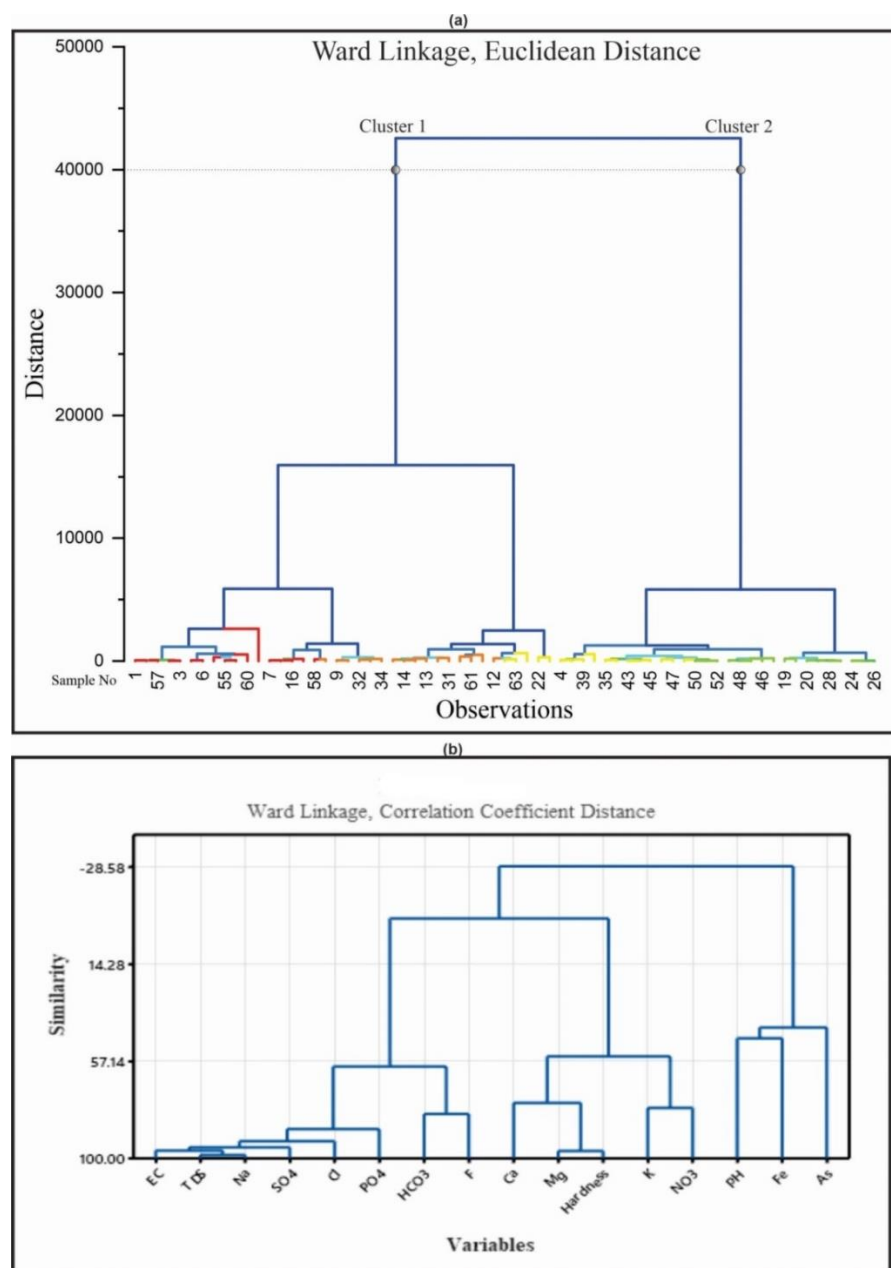 (a)
Ward Linkage, Euclidean Distance
50000
40000
30000
20000
10000
0
Distance
Cluster 1
Cluster 2
Sample No
1 57 3 6 55 60 7 16 58 9 32 34 14 13 31 61 12 63 22 4 39 35 43 45 47 50 52 48 46 19 20 28 24 26
Observations
(b)
Ward Linkage, Correlation Coefficient Distance
-28.58
14.28
57.14
100.00
Similarity
EC TDS Na SO4 Cl PO4 HCO3 F Ca Mg Hardness K NO3 pH Fe As
Variables